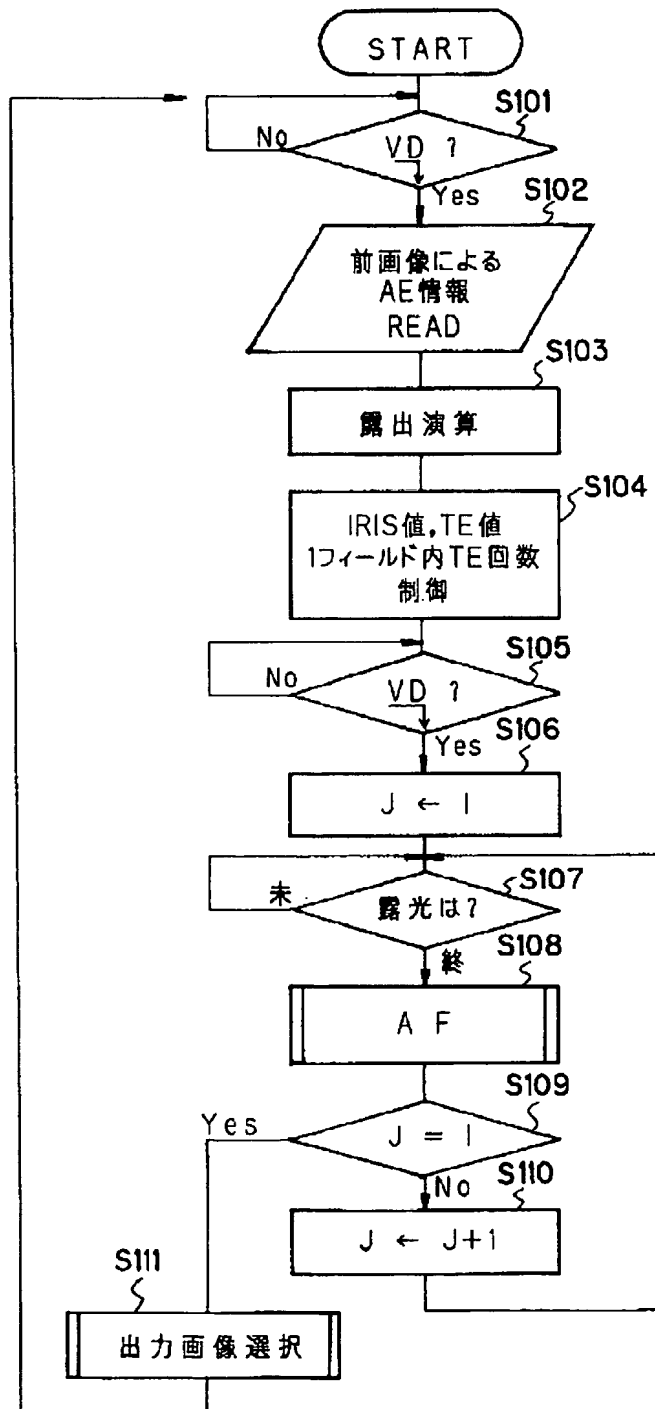 START
S101
No
VD ?
Yes
S102
前画像による
AE情報
READ
S103
露出演算
S104
IRIS値,TE値
1フィールド内TE回数
制御
S105
No
VD ?
Yes
S106
J ← 1
S107
未
露光は?
終
S108
A F
S109
Yes
J = I
No
S110
J ← J+1
S111
出力画像選択